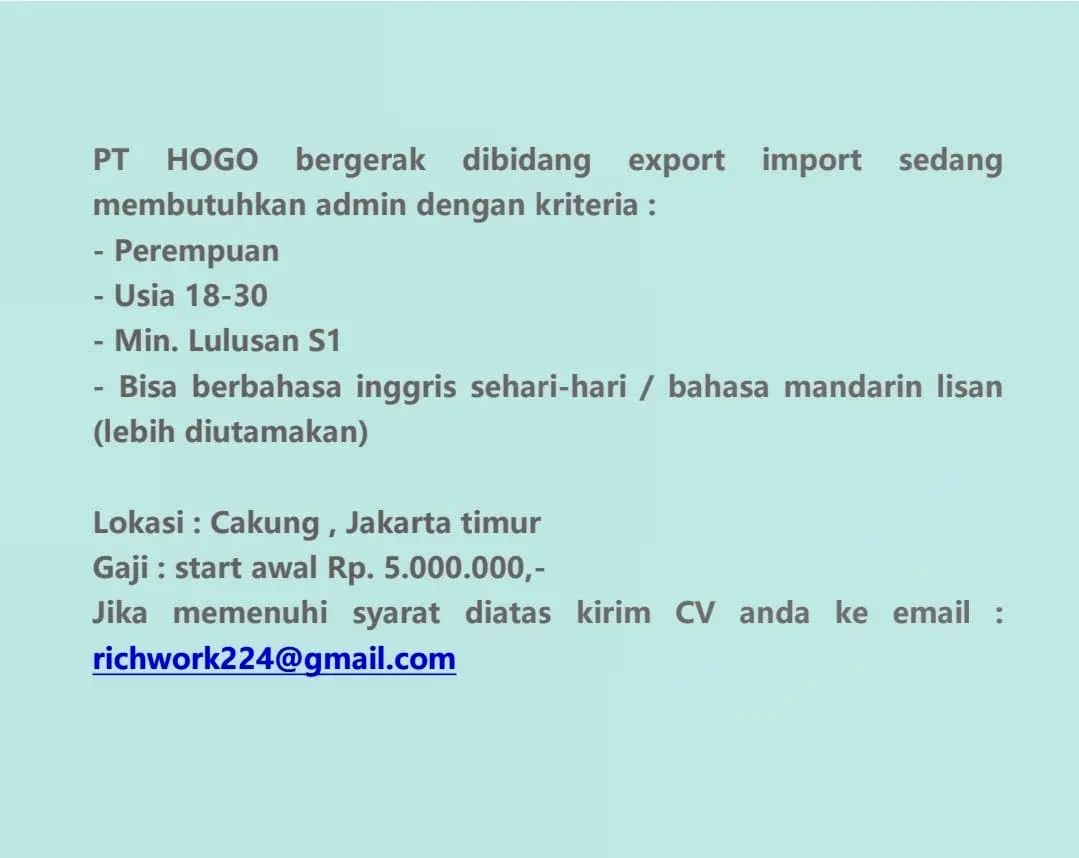 PT HOGO bergerak dibidang export import sedang
membutuhkan admin dengan kriteria :
- Perempuan
- Usia 18-30
- Min. Lulusan S1
- Bisa berbahasa inggris sehari-hari / bahasa mandarin lisan
(lebih diutamakan)
Lokasi : Cakung , Jakarta timur
Gaji : start awal Rp. 5.000.000,-
Jika memenuhi syarat diatas kirim CV anda ke email :
richwork224@gmail.com